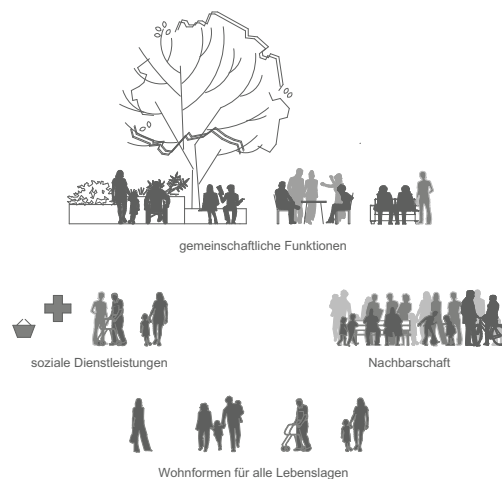 gemeinschaftliche Funktionen
soziale Dienstleistungen
Nachbarschaft
Wohnformen für alle Lebenslagen